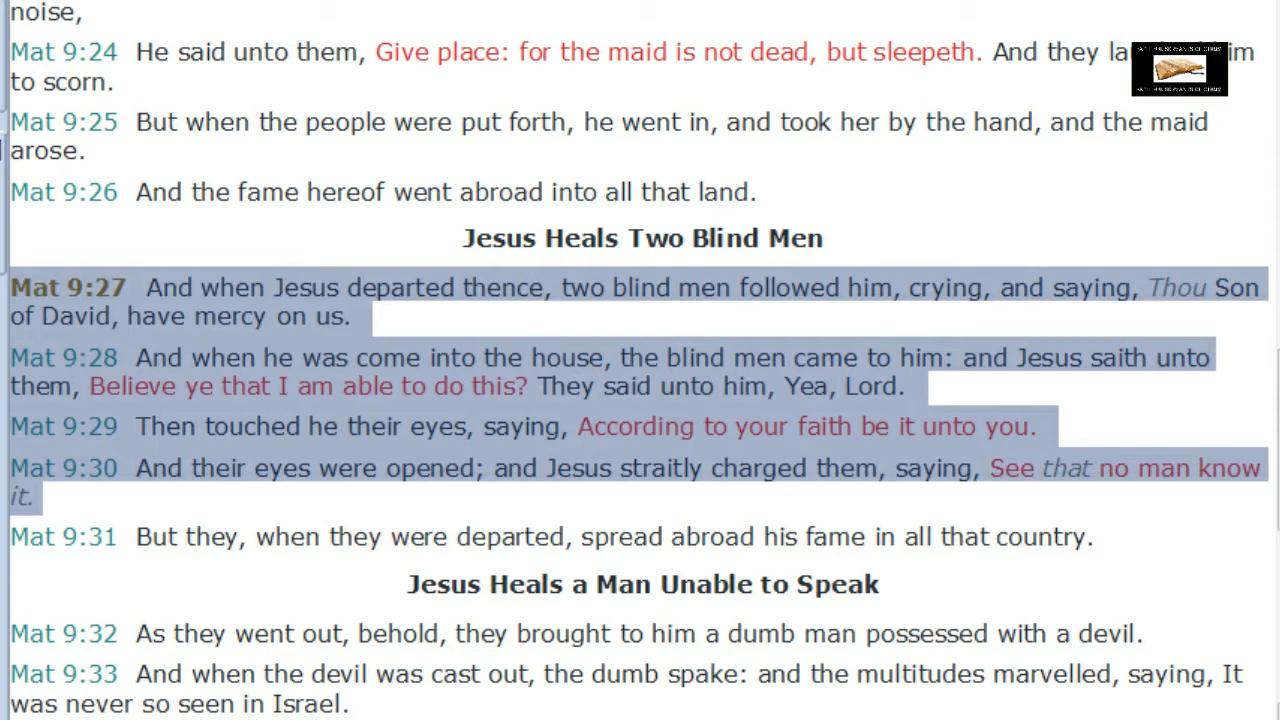 noise,
Mat 9:24 He said unto them, Give place: for the maid is not dead, but sleepeth. And they
to scorn.
Mat 9:25 But when the people were put forth, he went in, and took her by the hand, and the maid
arose.
Mat 9:26 And the fame hereof went abroad into all that land.
Jesus Heals Two Blind Men
Mat 9:27 And when Jesus departed thence, two blind men followed him, crying, and saying, Thou Son
of David, have mercy on us.
Mat 9:28 And when he was come into the house, the blind men came to him: and Jesus saith unto
them, Believe ye that I am able to do this? They said unto him, Yea, Lord.
Mat 9:29 Then touched he their eyes, saying, According to your faith be it unto you.
Mat 9:30 And their eyes were opened; and Jesus straitly charged them, saying, See that no man know
it.
Mat 9:31 But they, when they were departed, spread abroad his fame in all that country.
Jesus Heals a Man Unable to Speak
Mat 9:32 As they went out, behold, they brought to him a dumb man possessed with a devil.
Mat 9:33 And when the devil was cast out, the dumb spake: and the multitudes marvelled, saying, It
was never so seen in Israel.